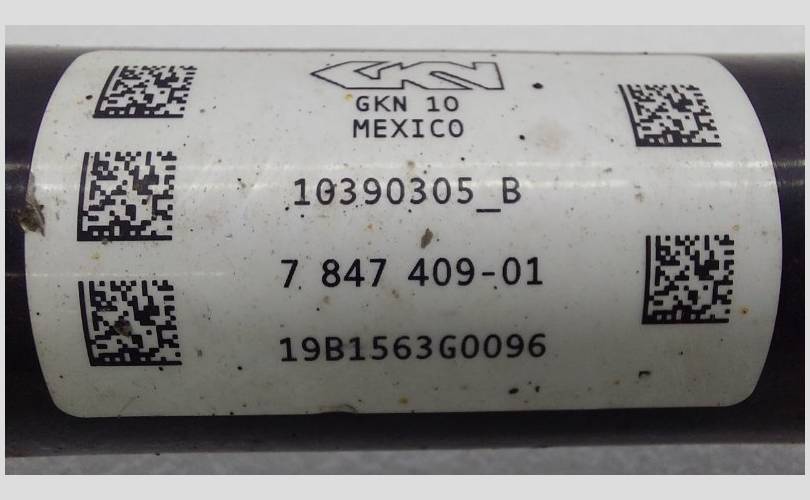 GKN
GKN 10
MEXICO
10390305_B
7 847 409-01
19B1563G0096